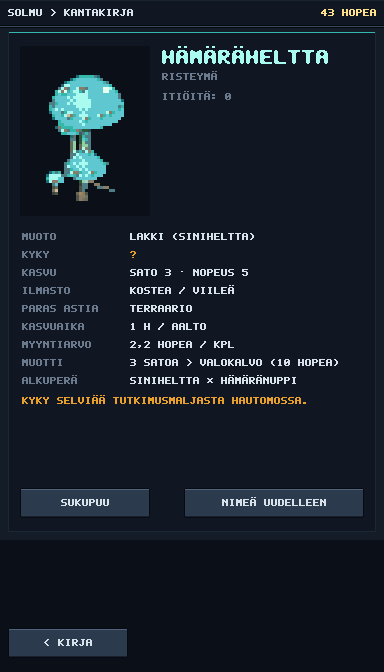 SOLMU > KANTAKIRJA 43 HOPEA
HÄMÄRÄHELTTA
RISTEYMÄ
ITIÖITÄ: 0
MUOTO LAKKI (SINIHELTTA)
KYKY ?
KASVU SATO 3 · NOPEUS 5
ILMASTO KOSTEA / VIILEÄ
PARAS ASTIA TERRAARIO
KASVUAIKA 1 H / AALTO
MYYNTIARVO 2,2 HOPEA / KPL
MUOTTI 3 SATOA > VALOKALVO (10 HOPEA)
ALKUPERÄ SINIHELTTA × HÄMÄRÄNUPPI
KYKY SELVIÄÄ TUTKIMUSMALJASTA HAUTOMOSSA.
SUKUPUU NIMEÄ UUDELLEEN
< KIRJA